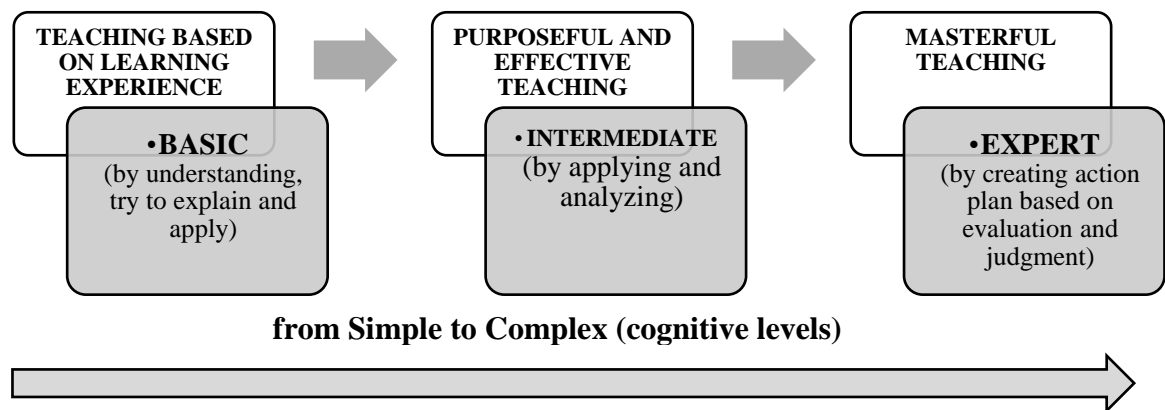 TEACHING BASED
ON LEARNING
EXPERIENCE
•BASIC
(by understanding,
try to explain and
apply)
PURPOSEFUL AND
EFFECTIVE
TEACHING
•INTERMEDIATE
(by applying and
analyzing)
MASTERFUL
TEACHING
•EXPERT
(by creating action
plan based on
evaluation and
judgment)
from Simple to Complex (cognitive levels)